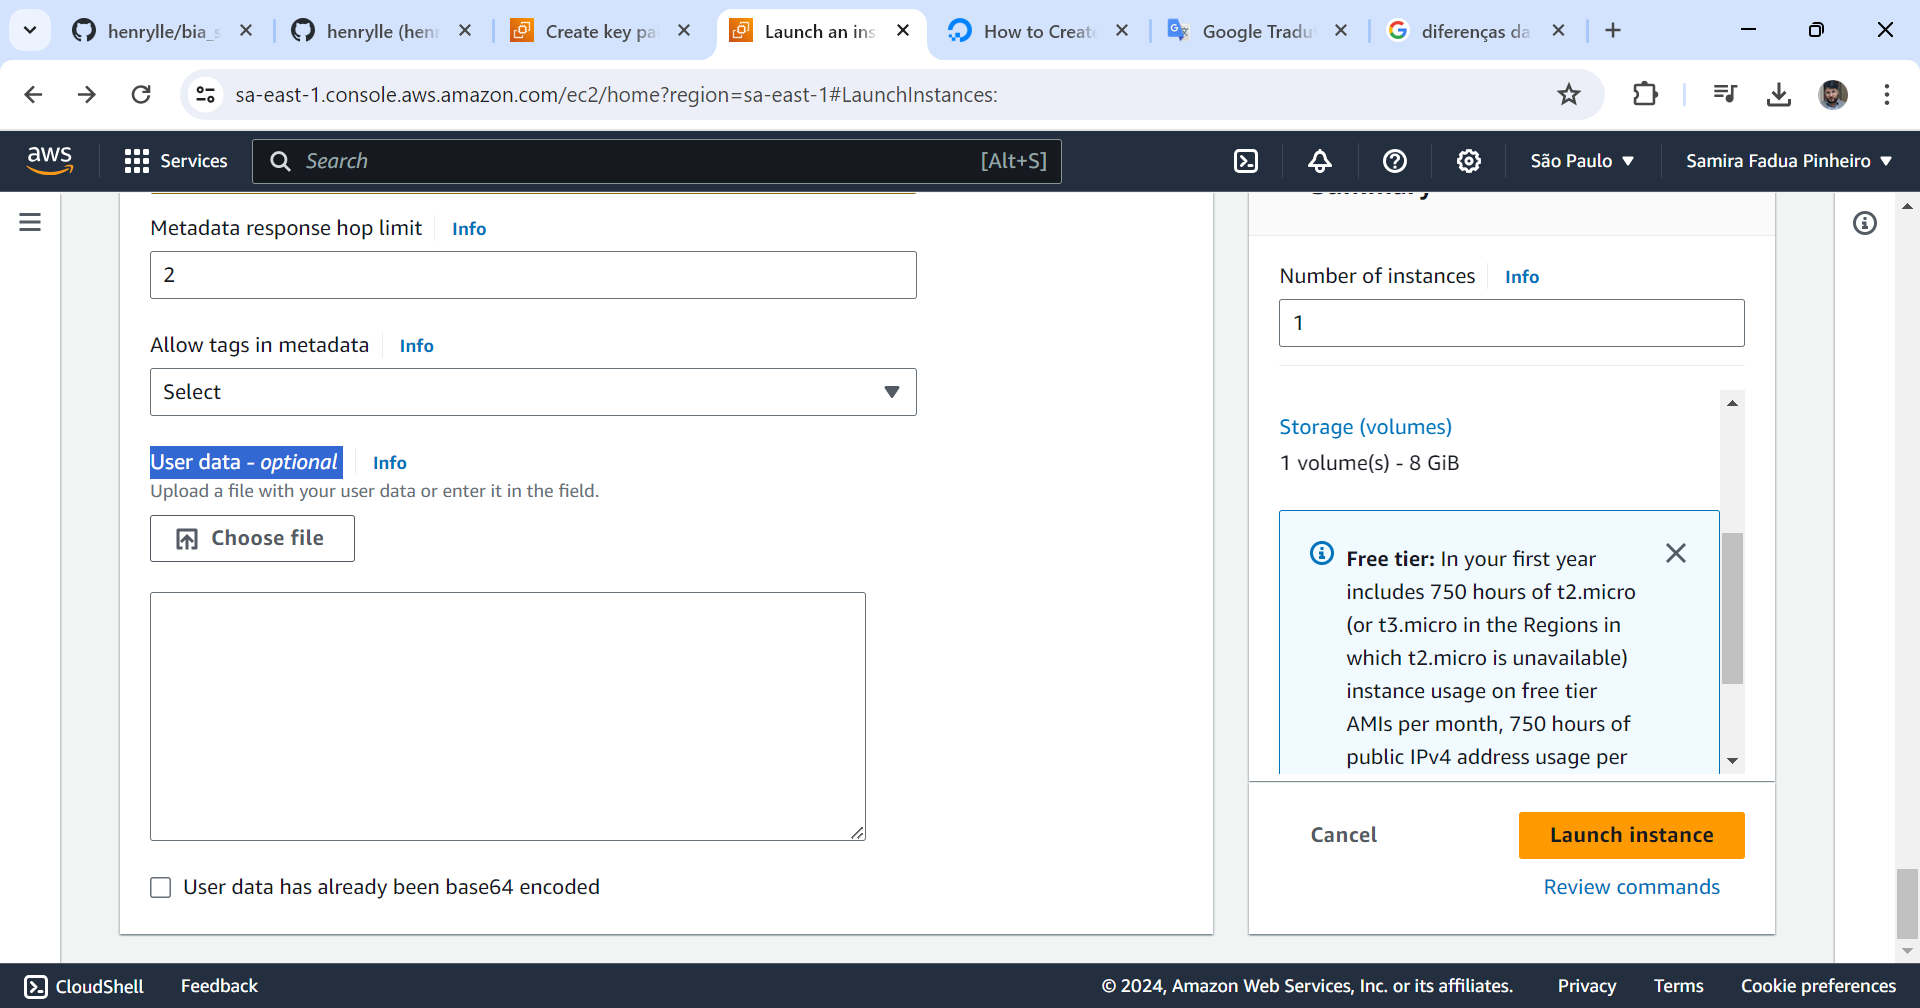 henrylle/bia_s
henrylle (henr
Create key pai
Launch an ins
How to Create
Google Tradu
diferenças da
sa-east-1.console.aws.amazon.com/ec2/home?region=sa-east-1#LaunchInstances:
aws
Services
Search
[Alt+S]
São Paulo
Samira Fadua Pinheiro
Metadata response hop limit
Info
2
Allow tags in metadata
Info
Select
User data - optional
Info
Upload a file with your user data or enter it in the field.
Choose file
User data has already been base64 encoded
Summary
Number of instances
Info
1
Storage (volumes)
1 volume(s) - 8 GiB
Free tier: In your first year
includes 750 hours of t2.micro
(or t3.micro in the Regions in
which t2.micro is unavailable)
instance usage on free tier
AMIs per month, 750 hours of
public IPv4 address usage per
Cancel
Launch instance
Review commands
CloudShell
Feedback
© 2024, Amazon Web Services, Inc. or its affiliates.
Privacy
Terms
Cookie preferences